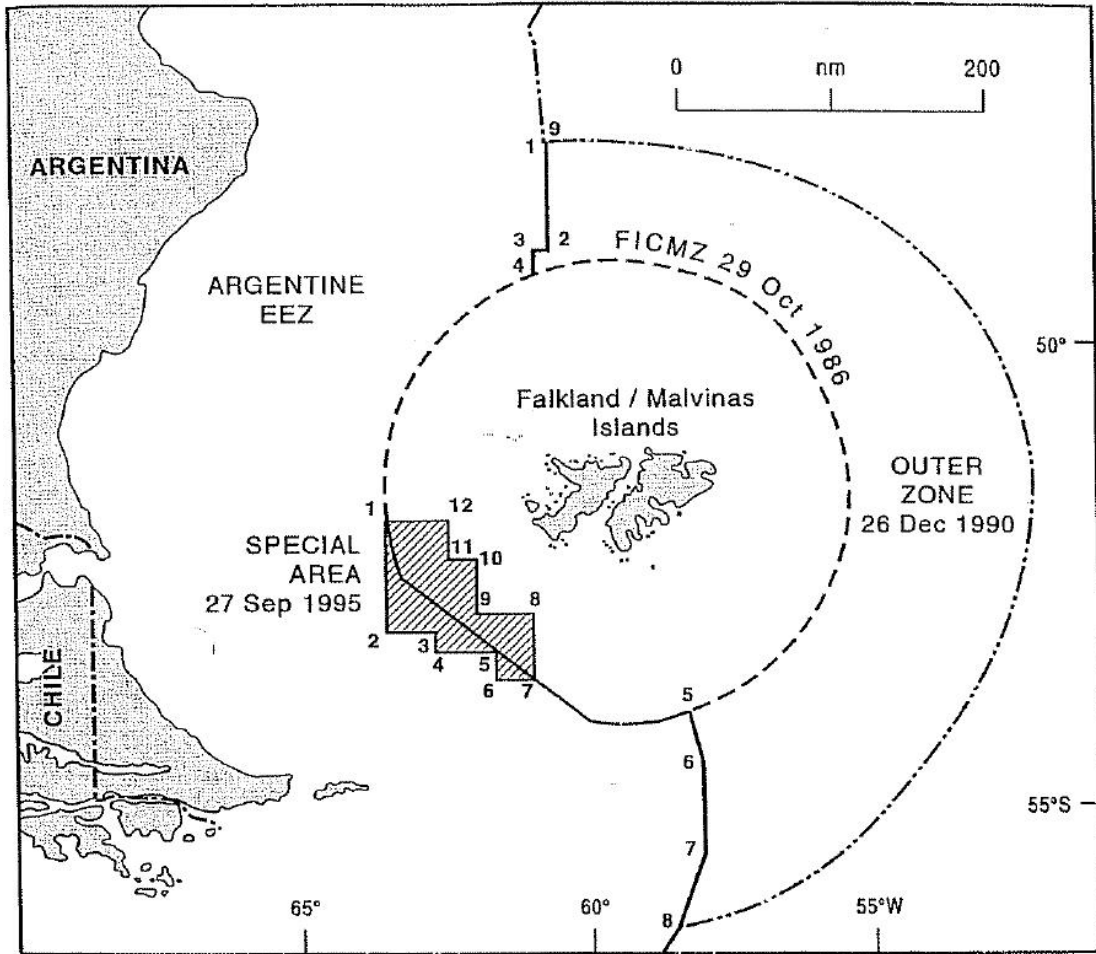 0 nm 200
9
1
ARGENTINA
3 2
4
FICMZ 29 Oct 1986
ARGENTINE
EEZ
50°
Falkland / Malvinas
Islands
OUTER
ZONE
26 Dec 1990
1 12
SPECIAL
AREA
27 Sep 1995
11
10
9 8
2 3
4 5
6 7
CHILE
5
6
55°S
7
65° 60° 55°W
8